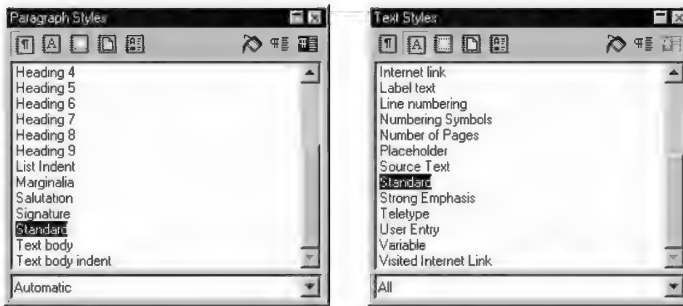 Paragraph Styles
Heading 4
Heading 5
Heading 6
Heading 7
Heading 8
Heading 9
List Indent
Marginalia
Salutation
Signature
Standard
Text body
Text body indent
Automatic
Text Styles
Internet link
Label text
Line numbering
Numbering Symbols
Number of Pages
Placeholder
Source Text
Standard
Strong Emphasis
Teletype
User Entry
Variable
Visited Internet Link
All